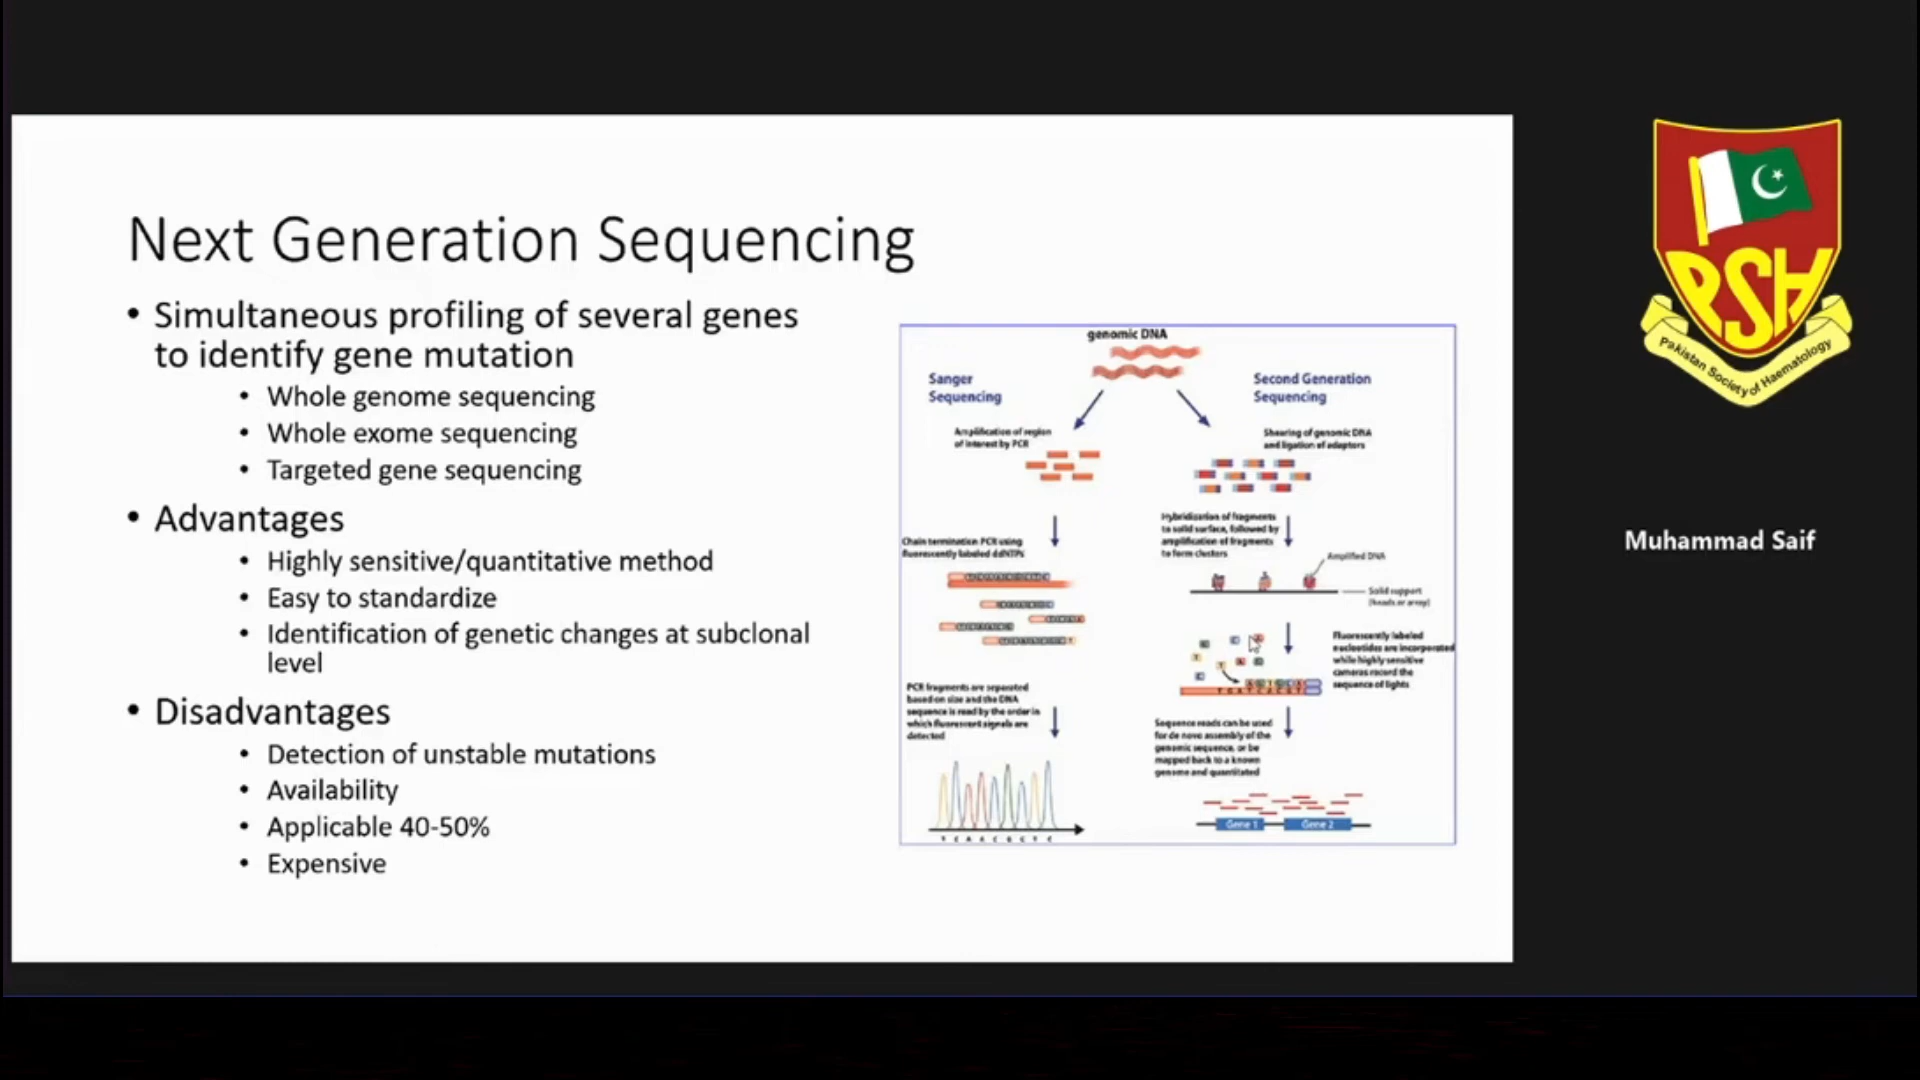 Next Generation Sequencing
• Simultaneous profiling of several genes
to identify gene mutation
• Whole genome sequencing
• Whole exome sequencing
• Targeted gene sequencing
• Advantages
• Highly sensitive/quantitative method
• Easy to standardize
• Identification of genetic changes at subclonal
level
• Disadvantages
• Detection of unstable mutations
• Availability
• Applicable 40-50%
• Expensive
genomic DNA
Sanger
Sequencing
Amplification of region
of interest by PCR
Chain termination PCR using
fluorescently labeled ddNTPs
PCR fragments are separated
based on size and the DNA
sequence is read by the order in
which fluorescent signals are
detected
Second Generation
Sequencing
Shearing of genomic DNA
and ligation of adaptors
Hybridization of fragments
to solid surface, followed by
amplification of fragments
to form clusters
Amplified DNA
Solid support
(beads or array)
Fluorescently labeled
nucleotides are incorporated
while highly sensitive
cameras record the
sequence of lights
Sequence reads can be used
for de novo assembly of the
genomic sequence, or be
mapped back to a known
genome and quantitated
Gene 1 Gene 2
PSH
Pakistan Society of Haematology
Muhammad Saif